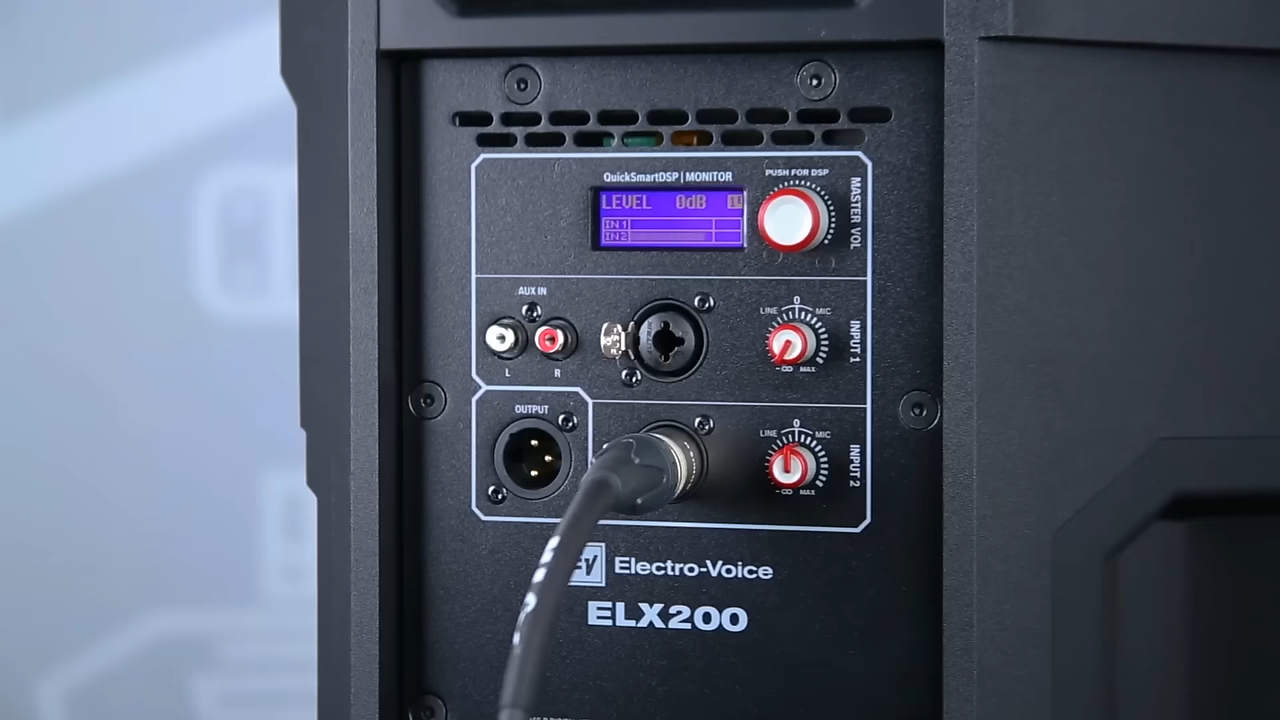 QuickSmartDSP | MONITOR
PUSH FOR DSP
MASTER VOL
LEVEL 0dB
IN 1
IN 2
AUX IN
L
R
0
LINE
MIC
-∞
MAX
INPUT 1
OUTPUT
0
LINE
MIC
-∞
MAX
INPUT 2
EV Electro-Voice
ELX200